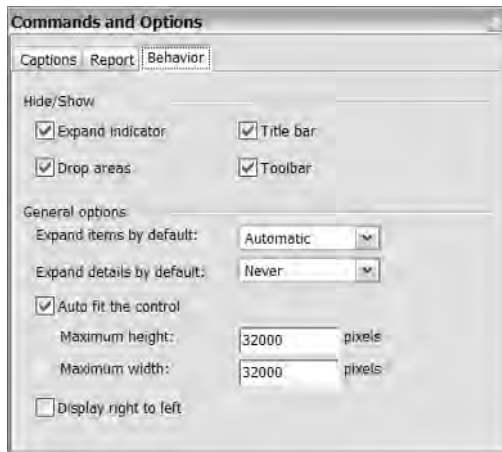 Commands and Options
Captions Report Behavior
Hide/Show
Expand indicator Title bar
Drop areas Toolbar
General options
Expand items by default: Automatic
Expand details by default: Never
Auto fit the control
Maximum height: 32000 pixels
Maximum width: 32000 pixels
Display right to left